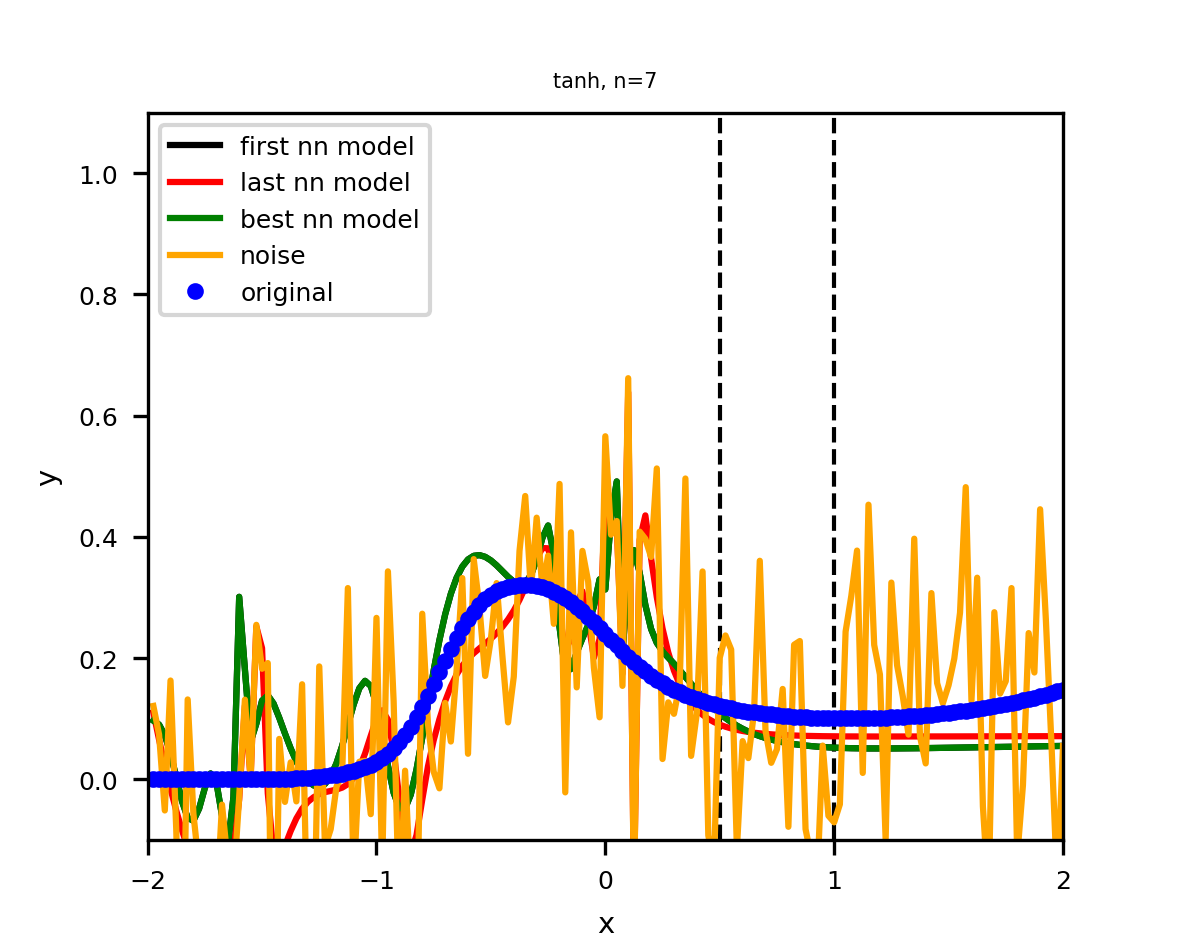 tanh, n=7
first nn model
last nn model
best nn model
noise
original
1.0
0.8
0.6
0.4
0.2
0.0
y
−2
−1
0
1
2
x